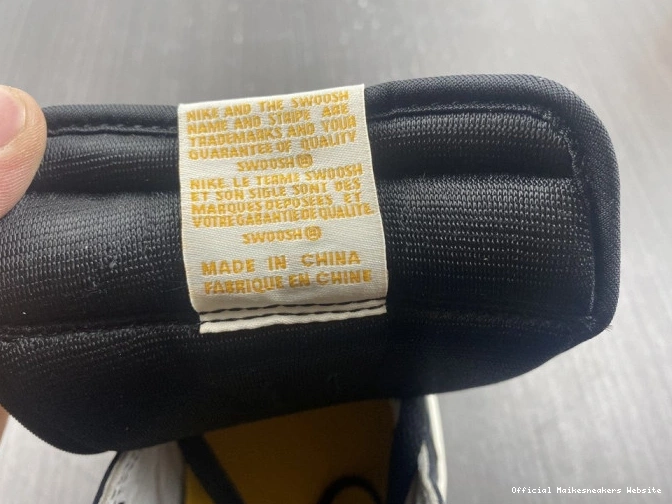 NIKE AND THE SWOOSH
NAME AND STRIPE ARE
TRADEMARKS AND YOUR
GUARANTEE OF QUALITY
SWOOSH®
NIKE LE TERME SWOOSH
ET SON SIGLE SONT DES
MARQUES DEPOSEES ET
VOTRE GARANTIE DE QUALITE.
SWOOSH®
MADE IN CHINA
FABRIQUE EN CHINE
Official Maikesneakers Website